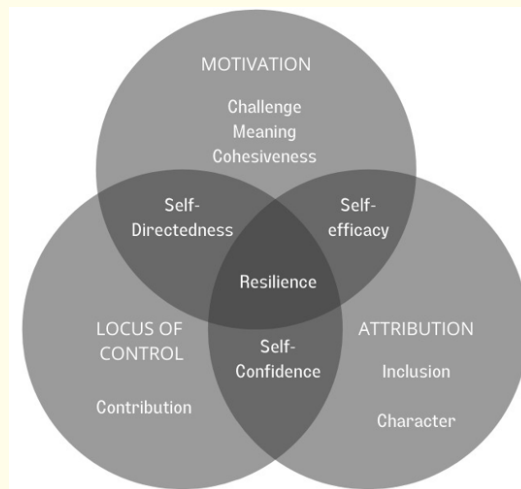 MOTIVATION
Challenge
Meaning
Cohesiveness
Self-
Directedness
Self-
efficacy
Resilience
LOCUS OF
CONTROL
Contribution
Self-
Confidence
ATTRIBUTION
Inclusion
Character